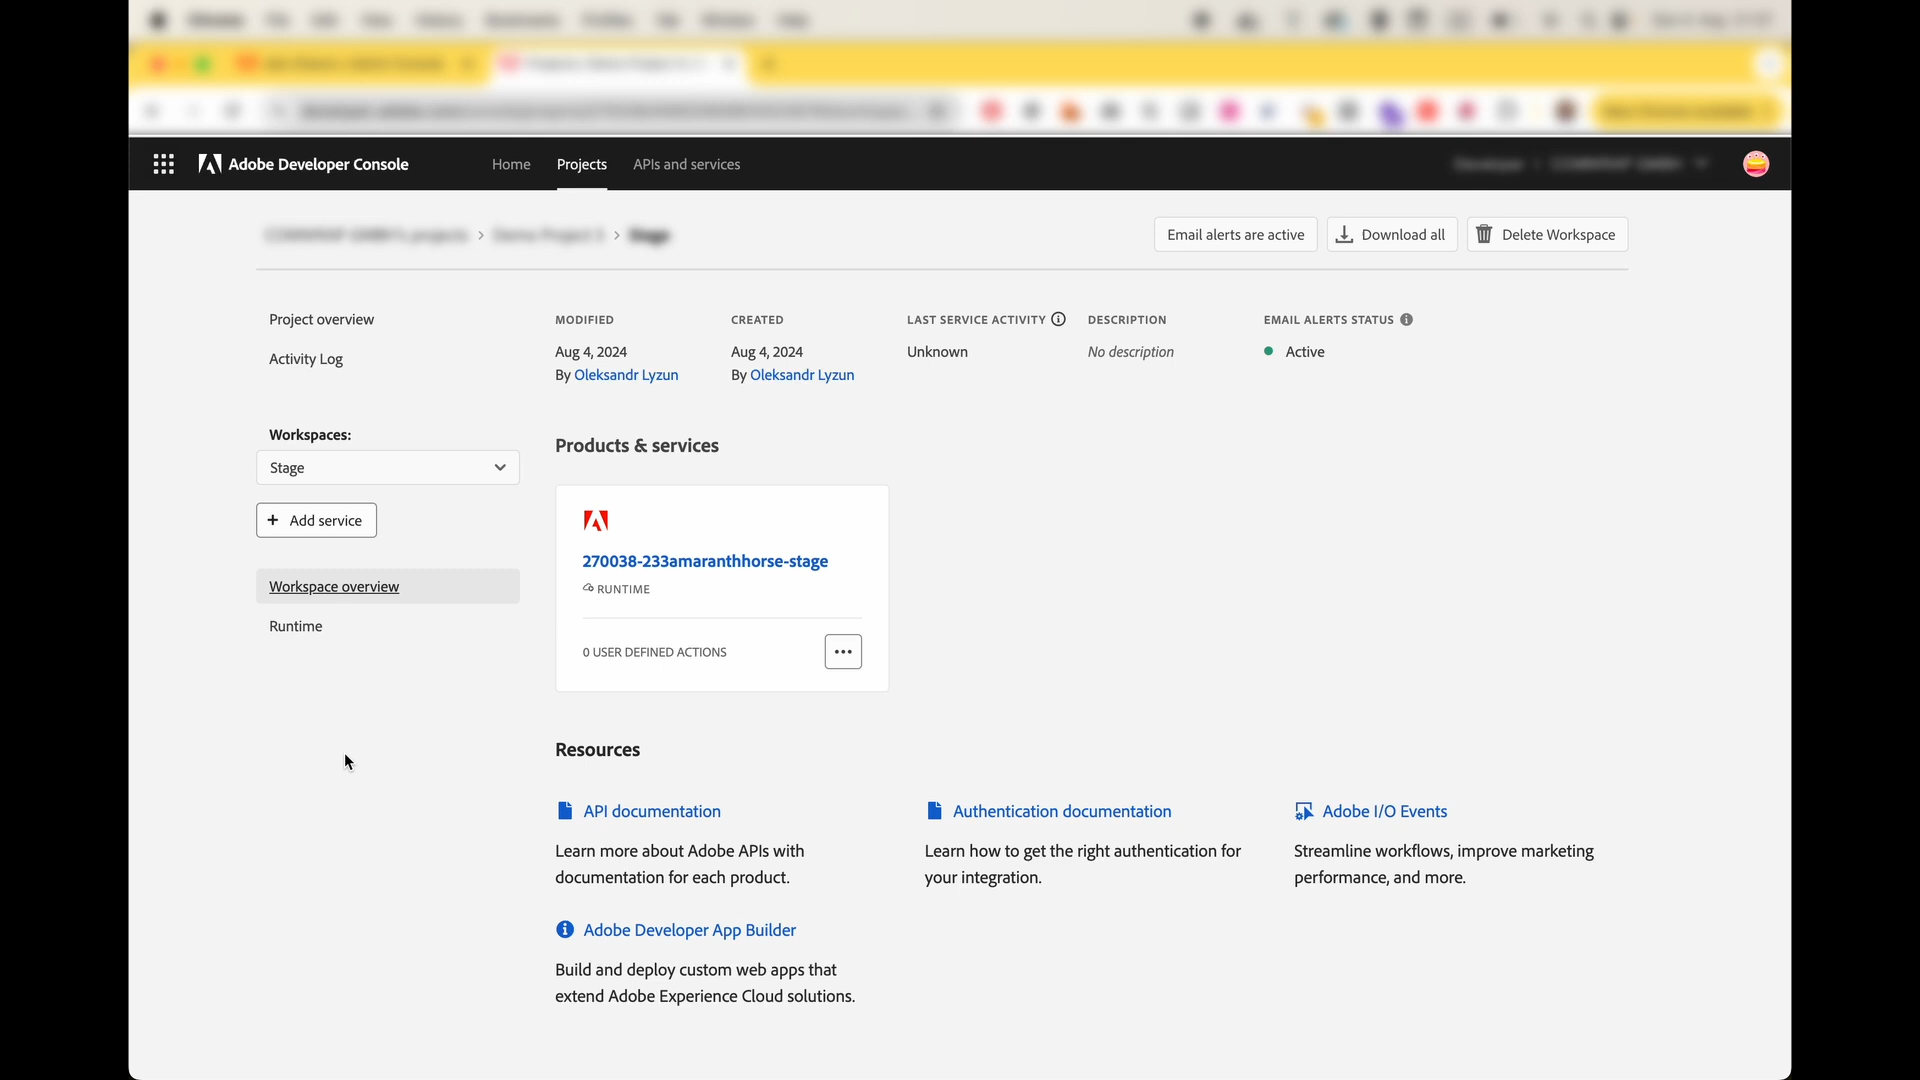 Adobe Developer Console
Home
Projects
APIs and services
Stage
Email alerts are active
Download all
Delete Workspace
Project overview
Activity Log
MODIFIED
Aug 4, 2024
By Oleksandr Lyzun
CREATED
Aug 4, 2024
By Oleksandr Lyzun
LAST SERVICE ACTIVITY
Unknown
DESCRIPTION
No description
EMAIL ALERTS STATUS
Active
Workspaces:
Stage
+ Add service
Workspace overview
Runtime
Products & services
270038-233amaranthhorse-stage
RUNTIME
0 USER DEFINED ACTIONS
Resources
API documentation
Learn more about Adobe APIs with
documentation for each product.
Authentication documentation
Learn how to get the right authentication for
your integration.
Adobe I/O Events
Streamline workflows, improve marketing
performance, and more.
Adobe Developer App Builder
Build and deploy custom web apps that
extend Adobe Experience Cloud solutions.